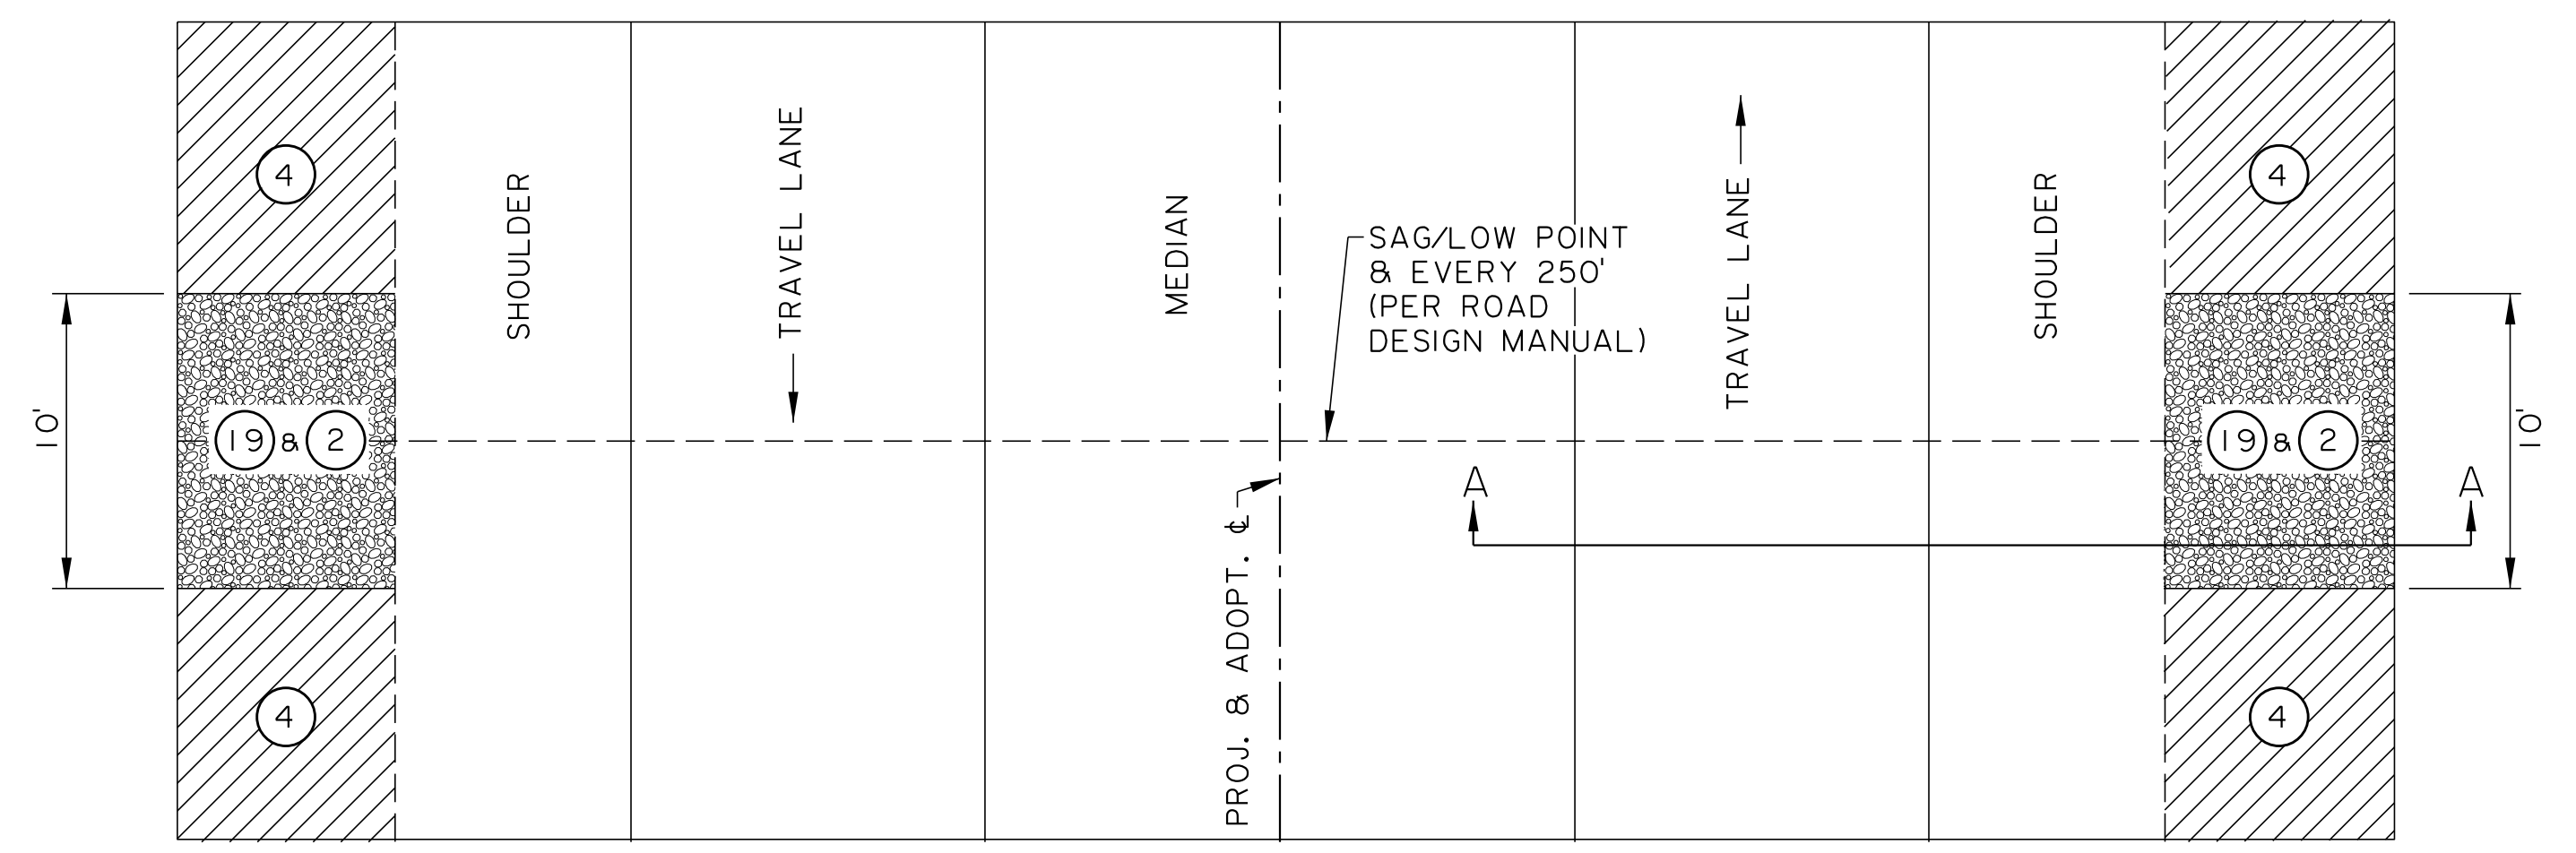 4
4
SHOULDER
TRAVEL LANE
MEDIAN
SAG/LOW POINT
& EVERY 250'
(PER ROAD
DESIGN MANUAL)
TRAVEL LANE
SHOULDER
10'
19 & 2
19 & 2
10'
A
A
PROJ. & ADOPT. ℄
4
4